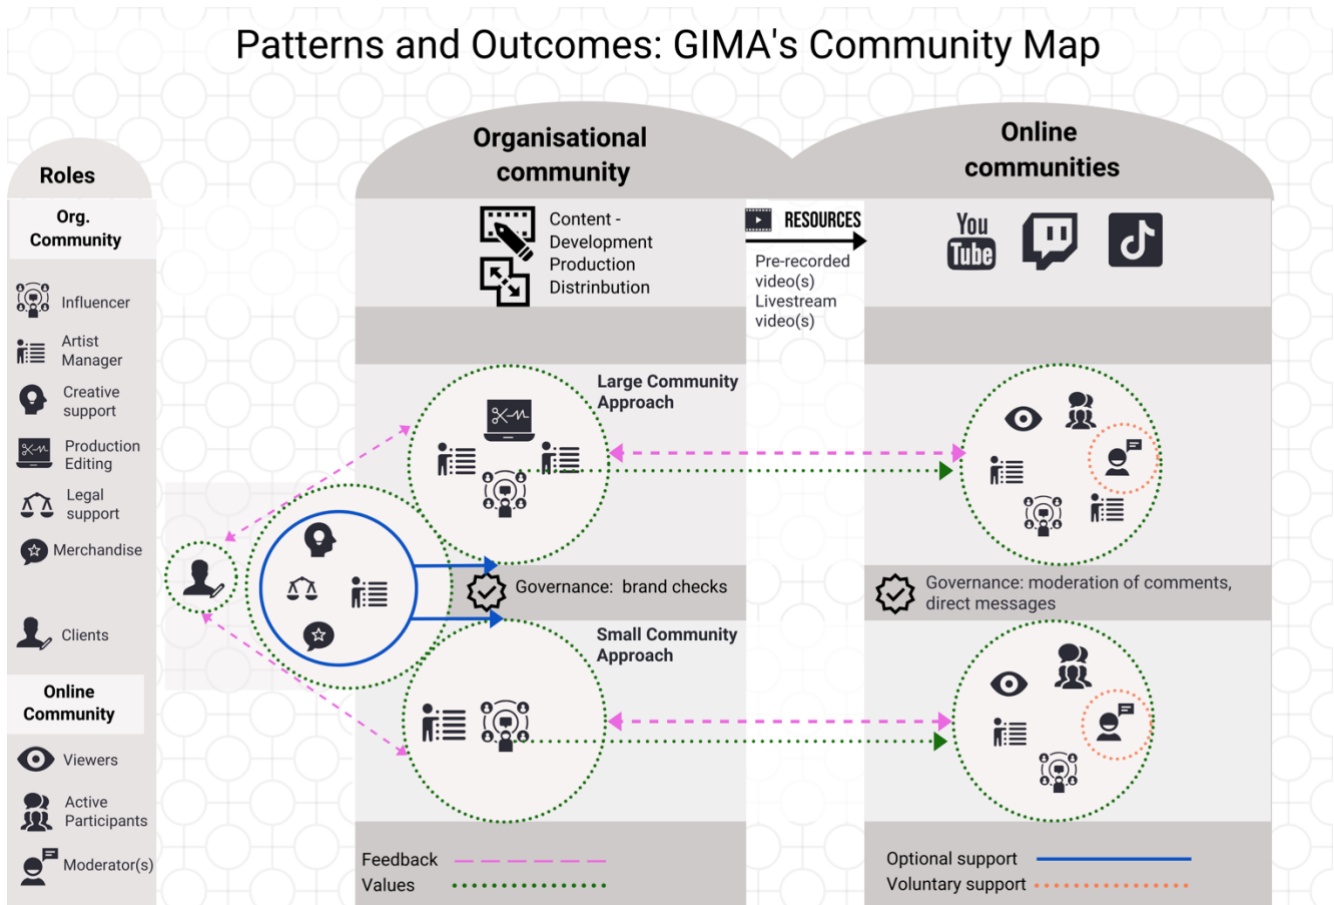 Patterns and Outcomes: GIMA's Community Map
Roles
Org.
Community
Influencer
Artist
Manager
Creative
support
Production
Editing
Legal
support
Merchandise
Clients
Online
Community
Viewers
Active
Participants
Moderator(s)
Organisational
community
Content -
Development
Production
Distrinbution
RESOURCES
Pre-recorded
video(s)
Livestream
video(s)
Online
communities
You
Tube
Large Community
Approach
Governance: brand checks
Governance: moderation of comments,
direct messages
Small Community
Approach
Feedback
Values
Optional support
Voluntary support